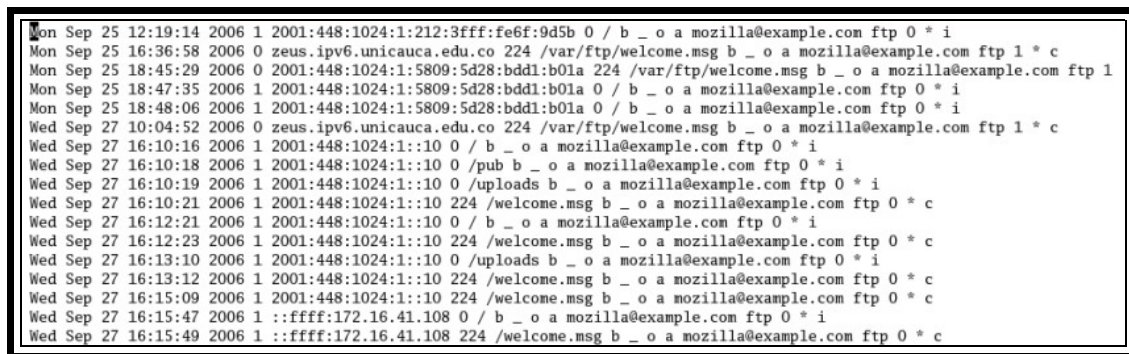 Mon Sep 25 12:19:14 2006 1 2001:448:1024:1:212:3fff:fe6f:9d5b 0 / b _ o a mozilla@example.com ftp 0 * i
Mon Sep 25 16:36:58 2006 0 zeus.ipv6.unicauca.edu.co 224 /var/ftp/welcome.msg b _ o a mozilla@example.com ftp 1 * c
Mon Sep 25 18:45:29 2006 0 2001:448:1024:1:5809:5d28:bdd1:b01a 224 /var/ftp/welcome.msg b _ o a mozilla@example.com ftp 1
Mon Sep 25 18:47:35 2006 1 2001:448:1024:1:5809:5d28:bdd1:b01a 0 / b _ o a mozilla@example.com ftp 0 * i
Mon Sep 25 18:48:06 2006 1 2001:448:1024:1:5809:5d28:bdd1:b01a 0 / b _ o a mozilla@example.com ftp 0 * i
Wed Sep 27 10:04:52 2006 0 zeus.ipv6.unicauca.edu.co 224 /var/ftp/welcome.msg b _ o a mozilla@example.com ftp 1 * c
Wed Sep 27 16:10:16 2006 1 2001:448:1024:1::10 0 / b _ o a mozilla@example.com ftp 0 * i
Wed Sep 27 16:10:18 2006 1 2001:448:1024:1::10 0 /pub b _ o a mozilla@example.com ftp 0 * i
Wed Sep 27 16:10:19 2006 1 2001:448:1024:1::10 0 /uploads b _ o a mozilla@example.com ftp 0 * i
Wed Sep 27 16:10:21 2006 1 2001:448:1024:1::10 224 /welcome.msg b _ o a mozilla@example.com ftp 0 * c
Wed Sep 27 16:12:21 2006 1 2001:448:1024:1::10 0 / b _ o a mozilla@example.com ftp 0 * i
Wed Sep 27 16:12:23 2006 1 2001:448:1024:1::10 224 /welcome.msg b _ o a mozilla@example.com ftp 0 * c
Wed Sep 27 16:13:10 2006 1 2001:448:1024:1::10 0 /uploads b _ o a mozilla@example.com ftp 0 * i
Wed Sep 27 16:13:12 2006 1 2001:448:1024:1::10 224 /welcome.msg b _ o a mozilla@example.com ftp 0 * c
Wed Sep 27 16:15:09 2006 1 2001:448:1024:1::10 224 /welcome.msg b _ o a mozilla@example.com ftp 0 * c
Wed Sep 27 16:15:47 2006 1 ::ffff:172.16.41.108 0 / b _ o a mozilla@example.com ftp 0 * i
Wed Sep 27 16:15:49 2006 1 ::ffff:172.16.41.108 224 /welcome.msg b _ o a mozilla@example.com ftp 0 * c